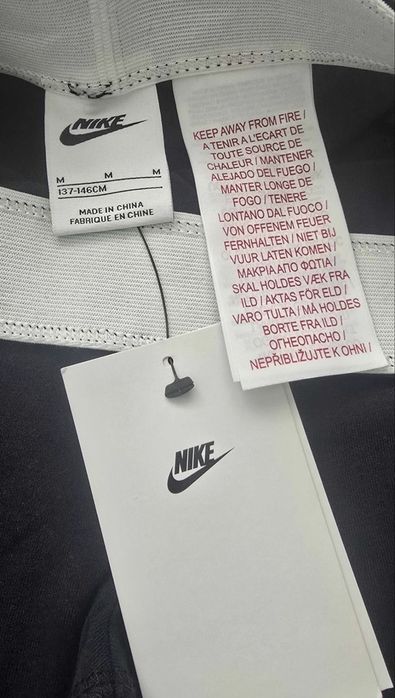 NIKE
M M M
137-146CM
MADE IN CHINA
FABRIQUE EN CHINE
KEEP AWAY FROM FIRE /
A TENIR A L'ECART DE
TOUTE SOURCE DE
CHALEUR / MANTENER
ALEJADO DEL FUEGO /
MANTER LONGE DE
FOGO / TENERE
LONTANO DAL FUOCO /
VON OFFENEM FEUER
FERNHALTEN / NIET BIJ
VUUR LATEN KOMEN /
ΜΑΚΡΙΑ ΑΠΟ ΦΩΤΙΑ /
SKAL HOLDES VÆK FRA
ILD / AKTAS FÖR ELD /
VARO TULTA / MÅ HOLDES
BORTE FRA ILD /
ОГНЕОПАСНО /
NEPŘIBLIŽUJTE K OHNI /
NIKE